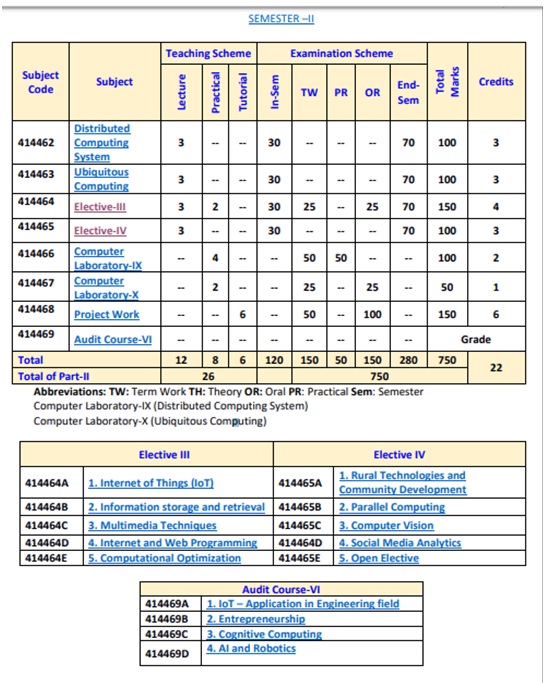 SEMESTER –II
Subject Code Subject Teaching Scheme Examination Scheme Total Marks Credits
Lecture Practical Tutorial In-Sem TW PR OR End-Sem
414462 Distributed Computing System 3 -- -- 30 -- -- -- 70 100 3
414463 Ubiquitous Computing 3 -- -- 30 -- -- -- 70 100 3
414464 Elective-III 3 2 -- 30 25 -- 25 70 150 4
414465 Elective-IV 3 -- -- 30 -- -- -- 70 100 3
414466 Computer Laboratory-IX -- 4 -- -- 50 50 -- -- 100 2
414467 Computer Laboratory-X -- 2 -- -- 25 -- 25 -- 50 1
414468 Project Work -- -- 6 -- 50 -- 100 -- 150 6
414469 Audit Course-VI -- -- -- -- -- -- -- -- Grade
Total 12 8 6 120 150 50 150 280 750 22
Total of Part-II 26 750
Abbreviations: TW: Term Work TH: Theory OR: Oral PR: Practical Sem: Semester
Computer Laboratory-IX (Distributed Computing System)
Computer Laboratory-X (Ubiquitous Computing)
Elective III Elective IV
414464A 1. Internet of Things (IoT) 414465A 1. Rural Technologies and Community Development
414464B 2. Information storage and retrieval 414465B 2. Parallel Computing
414464C 3. Multimedia Techniques 414465C 3. Computer Vision
414464D 4. Internet and Web Programming 414464D 4. Social Media Analytics
414464E 5. Computational Optimization 414465E 5. Open Elective
Audit Course-VI
414469A 1. IoT – Application in Engineering field
414469B 2. Entrepreneurship
414469C 3. Cognitive Computing
414469D 4. AI and Robotics